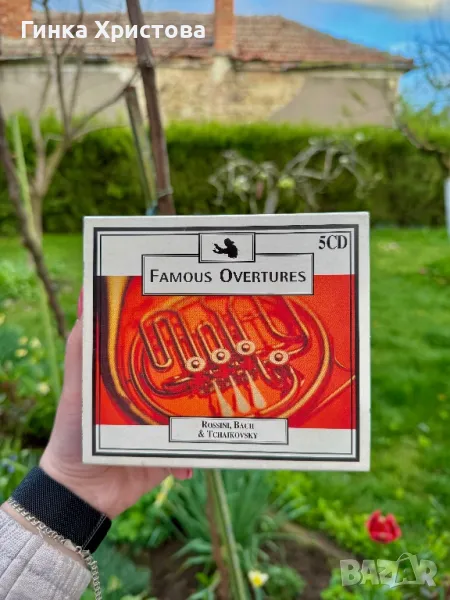 Гинка Христова
5CD
FAMOUS OVERTURES
ROSSINI, BACH
& TCHAIKOVSKY
BAZAR